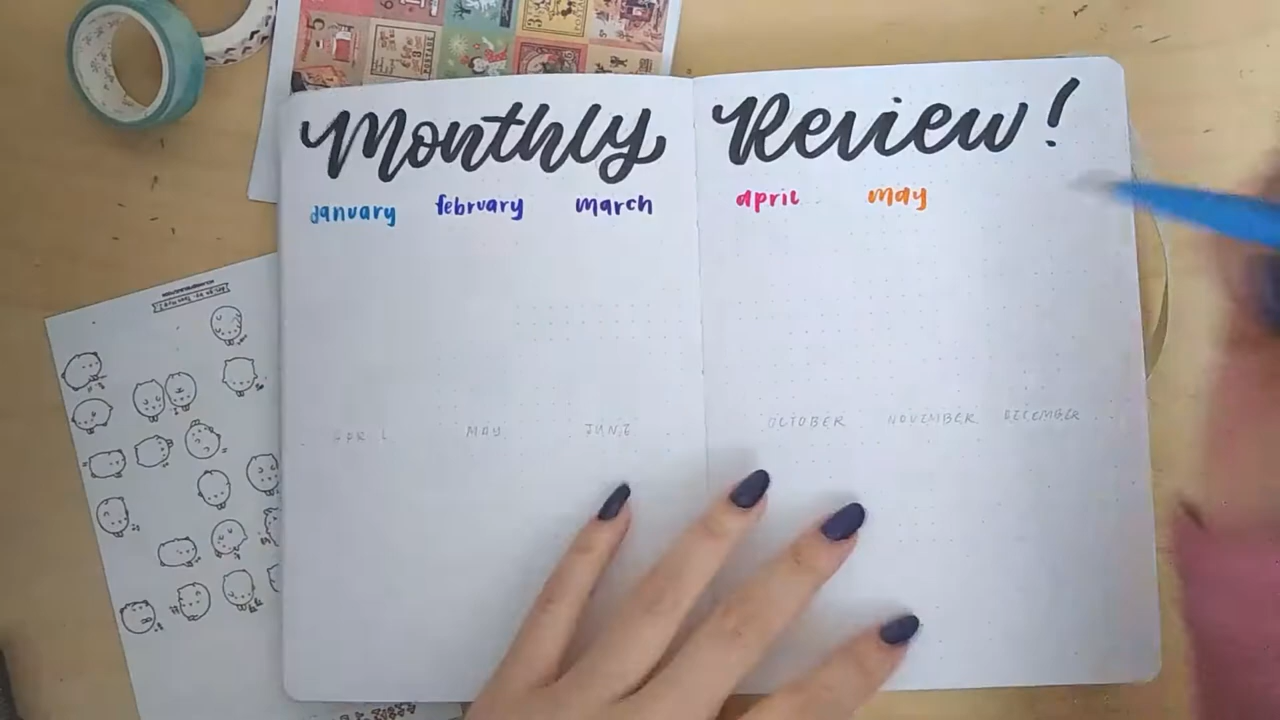 Monthly Review!
january february march april may
MAY JUNE OCTOBER NOVEMBER DECEMBER